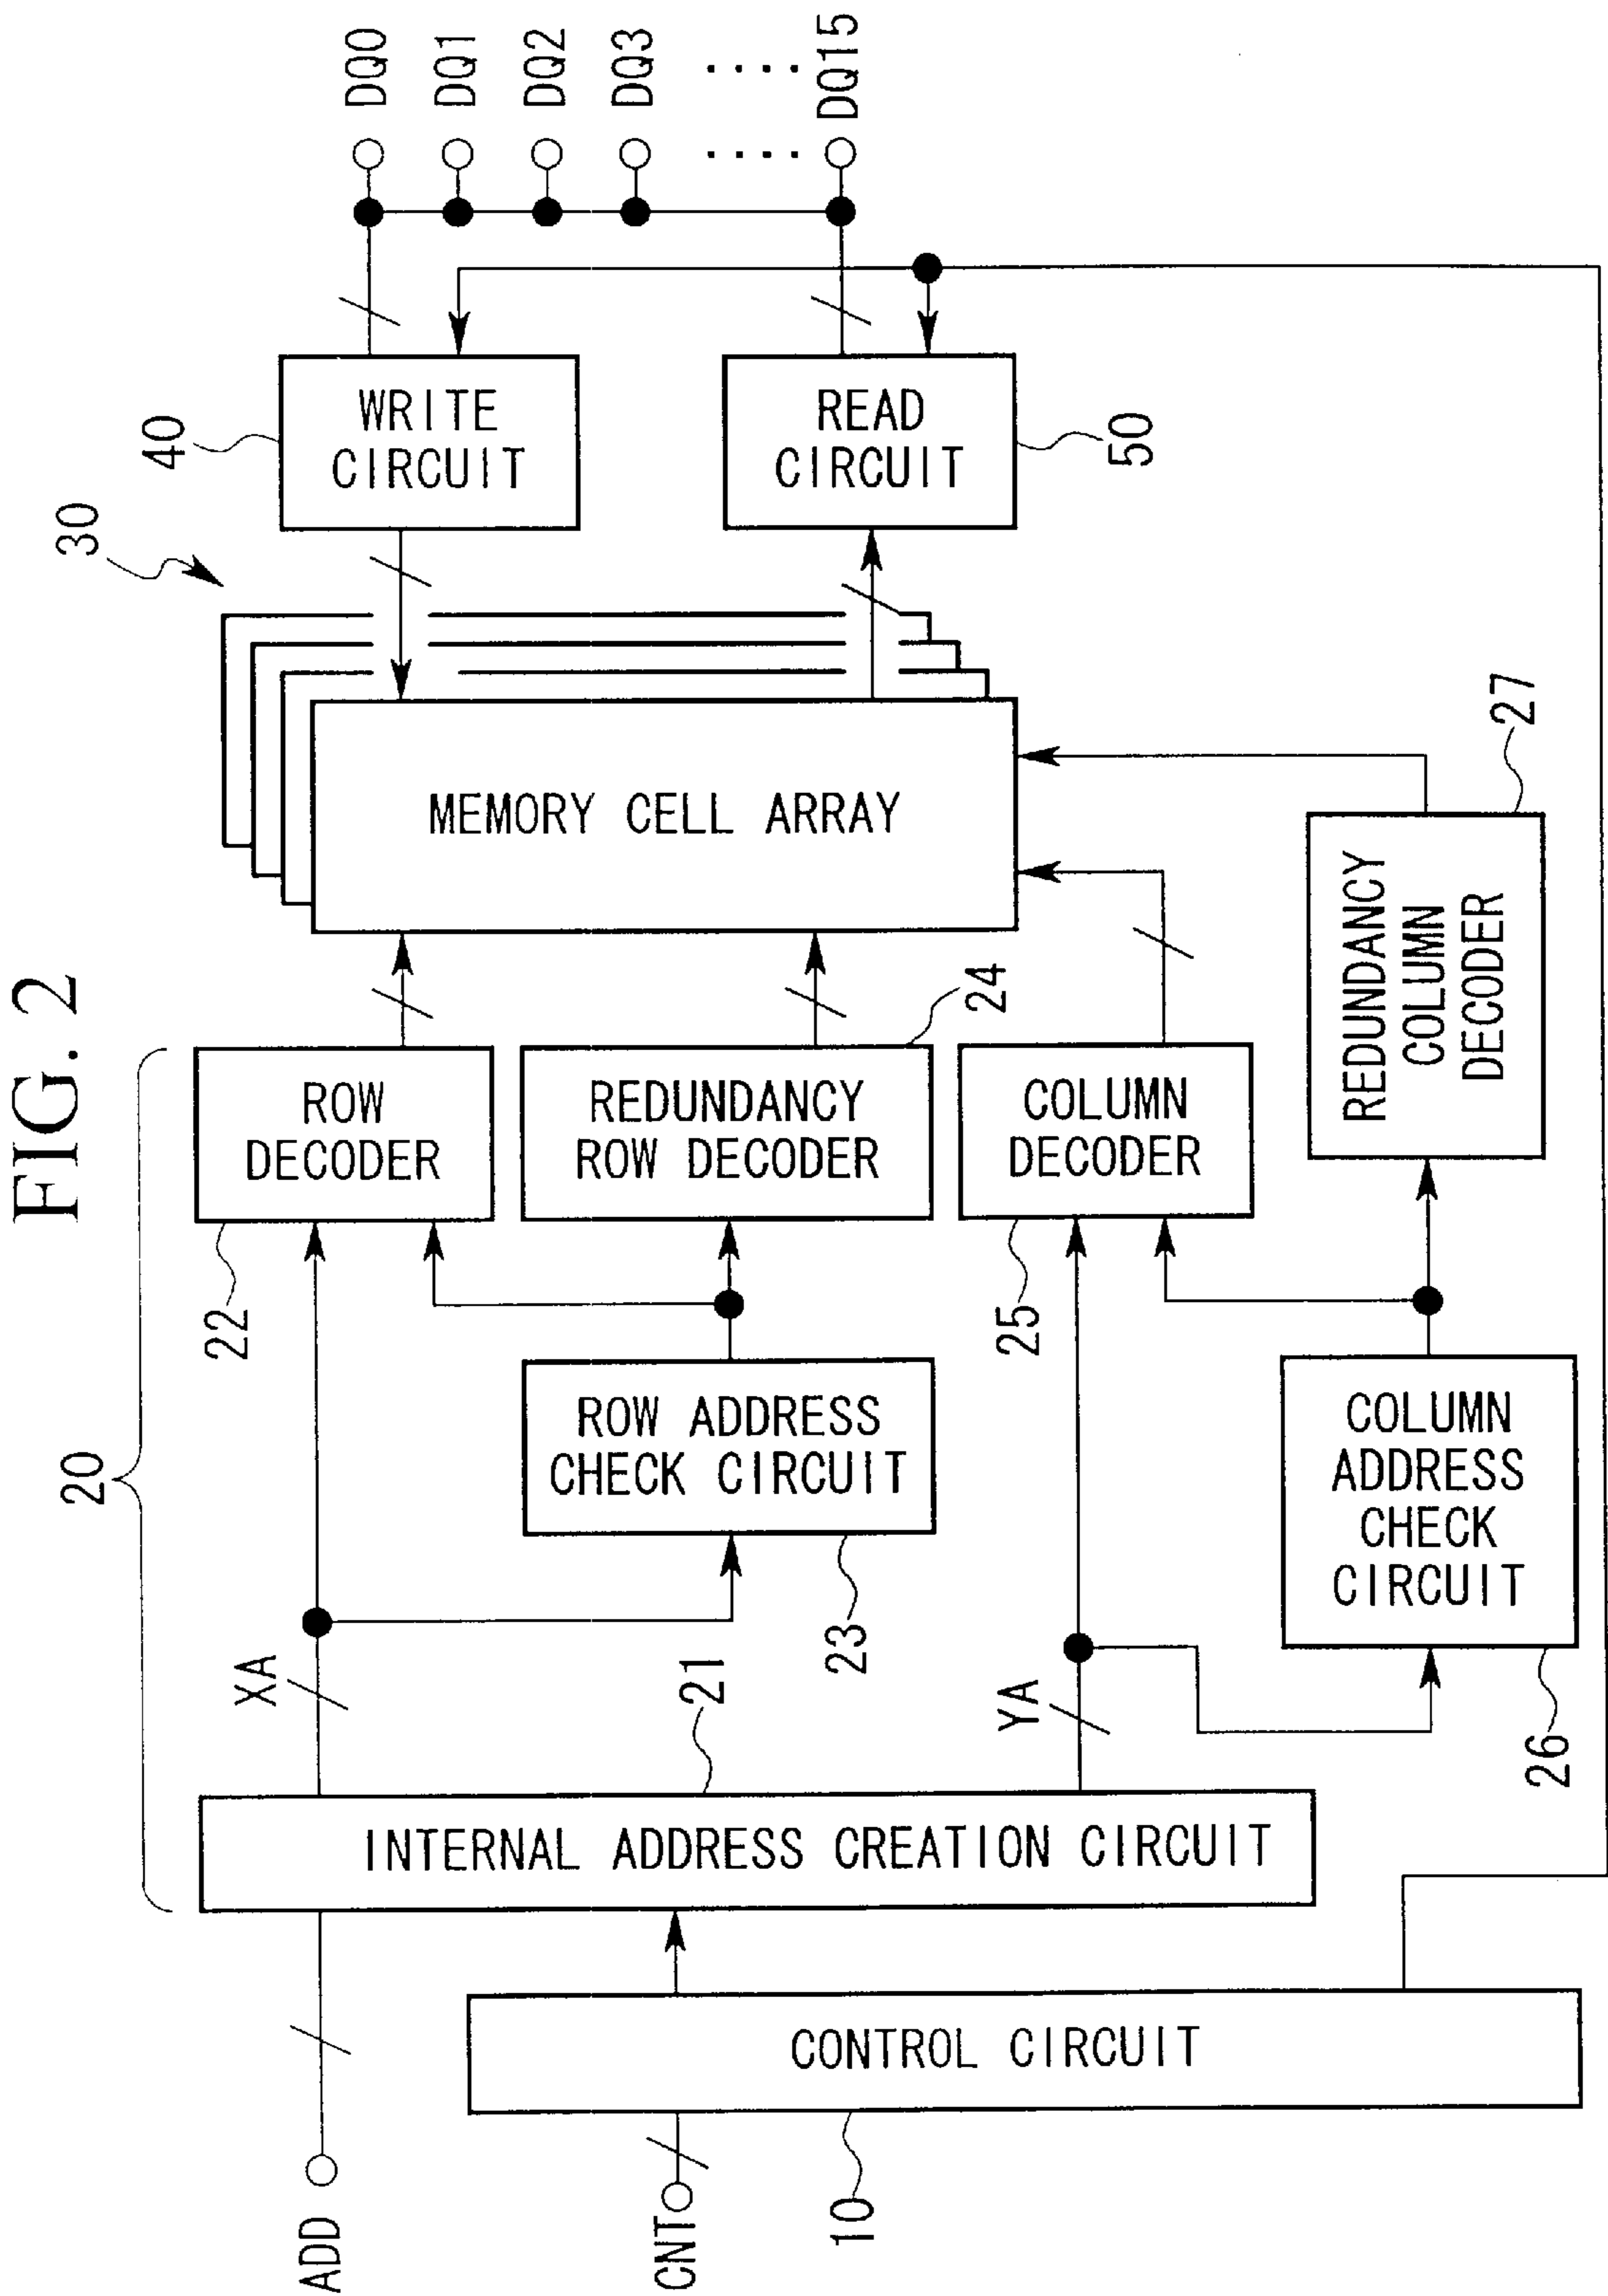 FIG. 2
20
30
40
WRITE
CIRCUIT
DQ0
DQ1
DQ2
DQ3
....
....
DQ15
READ
CIRCUIT
50
MEMORY CELL ARRAY
ROW
DECODER
22
REDUNDANCY
ROW DECODER
24
COLUMN
DECODER
25
REDUNDANCY
COLUMN
DECODER
27
ROW ADDRESS
CHECK CIRCUIT
23
COLUMN
ADDRESS
CHECK
CIRCUIT
26
XA
YA
21
INTERNAL ADDRESS CREATION CIRCUIT
ADD
CNT
CONTROL CIRCUIT
10